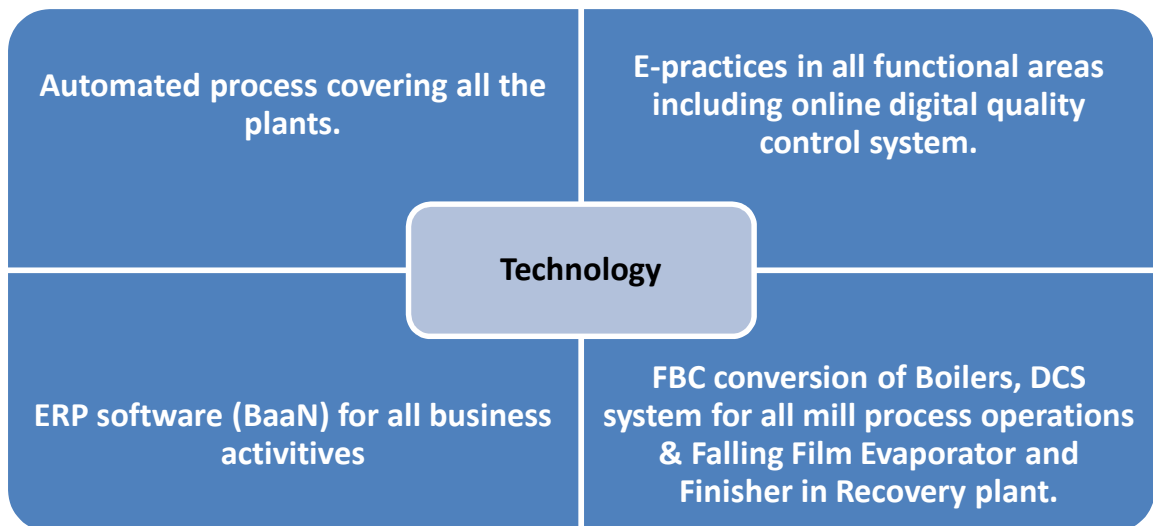 Automated process covering all the
plants.
E-practices in all functional areas
including online digital quality
control system.
Technology
ERP software (BaaN) for all business
activitives
FBC conversion of Boilers, DCS
system for all mill process operations
& Falling Film Evaporator and
Finisher in Recovery plant.